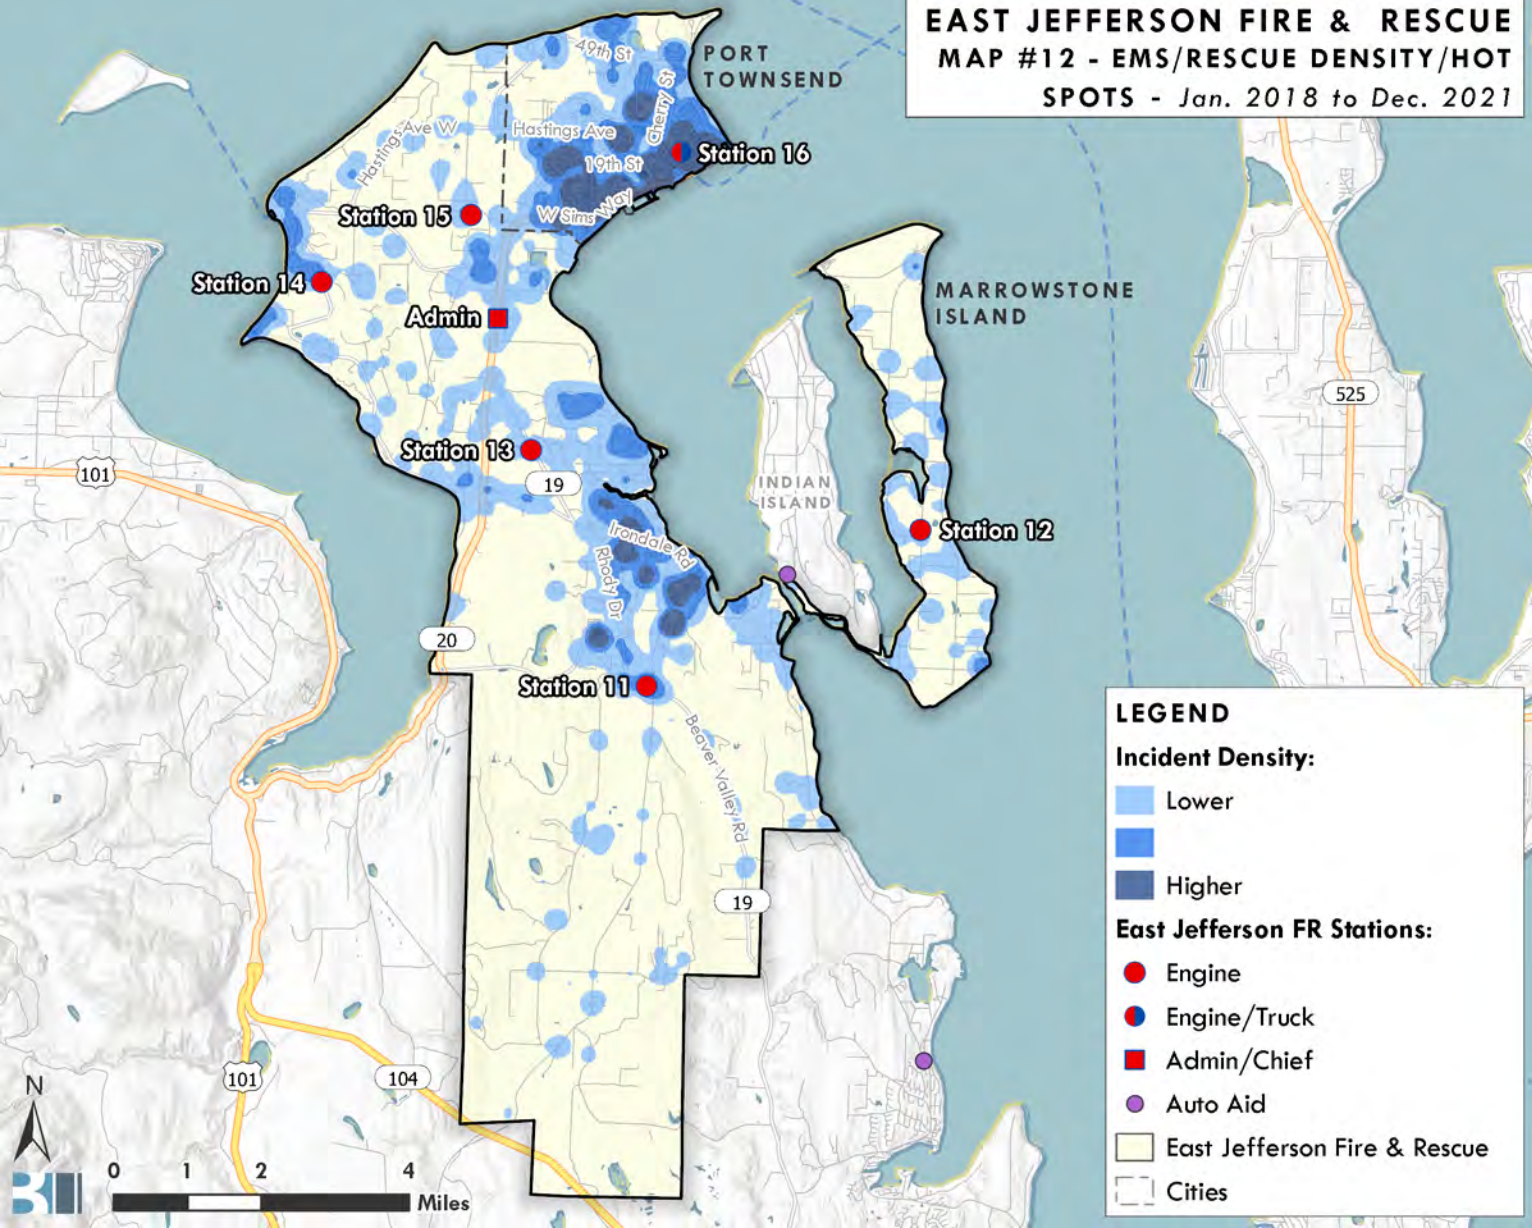 EAST JEFFERSON FIRE & RESCUE
MAP #12 - EMS/RESCUE DENSITY/HOT
SPOTS - Jan. 2018 to Dec. 2021
PORT
TOWNSEND
49th St
Cherry St
Hastings Ave W
Hastings Ave
19th St
Station 16
W Sims Way
Station 15
Station 14
Admin
MARROWSTONE
ISLAND
525
Station 13
101
19
INDIAN
ISLAND
Station 12
Irondale Rd
Rhody Dr
20
Station 11
Beaver Valley Rd
19
101
104
N
0 1 2 4
Miles
LEGEND
Incident Density:
Lower
Higher
East Jefferson FR Stations:
Engine
Engine/Truck
Admin/Chief
Auto Aid
East Jefferson Fire & Rescue
Cities